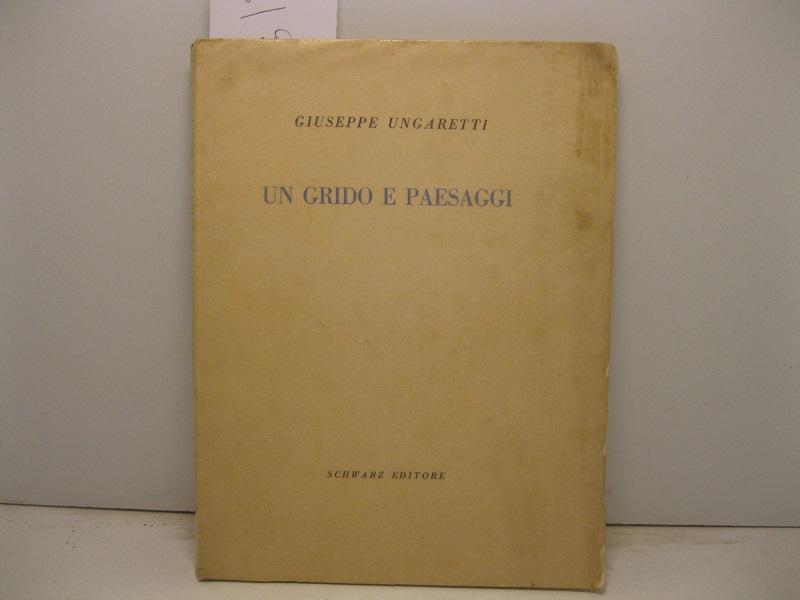 GIUSEPPE UNGARETTI
UN GRIDO E PAESAGGI
SCHWARZ EDITORE